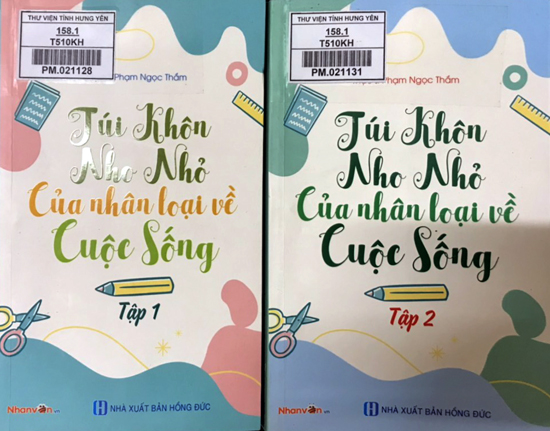 THƯ VIỆN TỈNH HƯNG YÊN
158.1
T510KH
PM.021128
Phạm Ngọc Thắm
Túi Khôn
Nho Nhỏ
Của nhân loại về
Cuộc Sống
Tập 1
Nhanvan.vn
NHÀ XUẤT BẢN HỒNG ĐỨC
THƯ VIỆN TỈNH HƯNG YÊN
158.1
T510KH
PM.021131
Phạm Ngọc Thắm
Túi Khôn
Nho Nhỏ
Của nhân loại về
Cuộc Sống
Tập 2
Nhanvan.vn
NHÀ XUẤT BẢN HỒNG ĐỨC